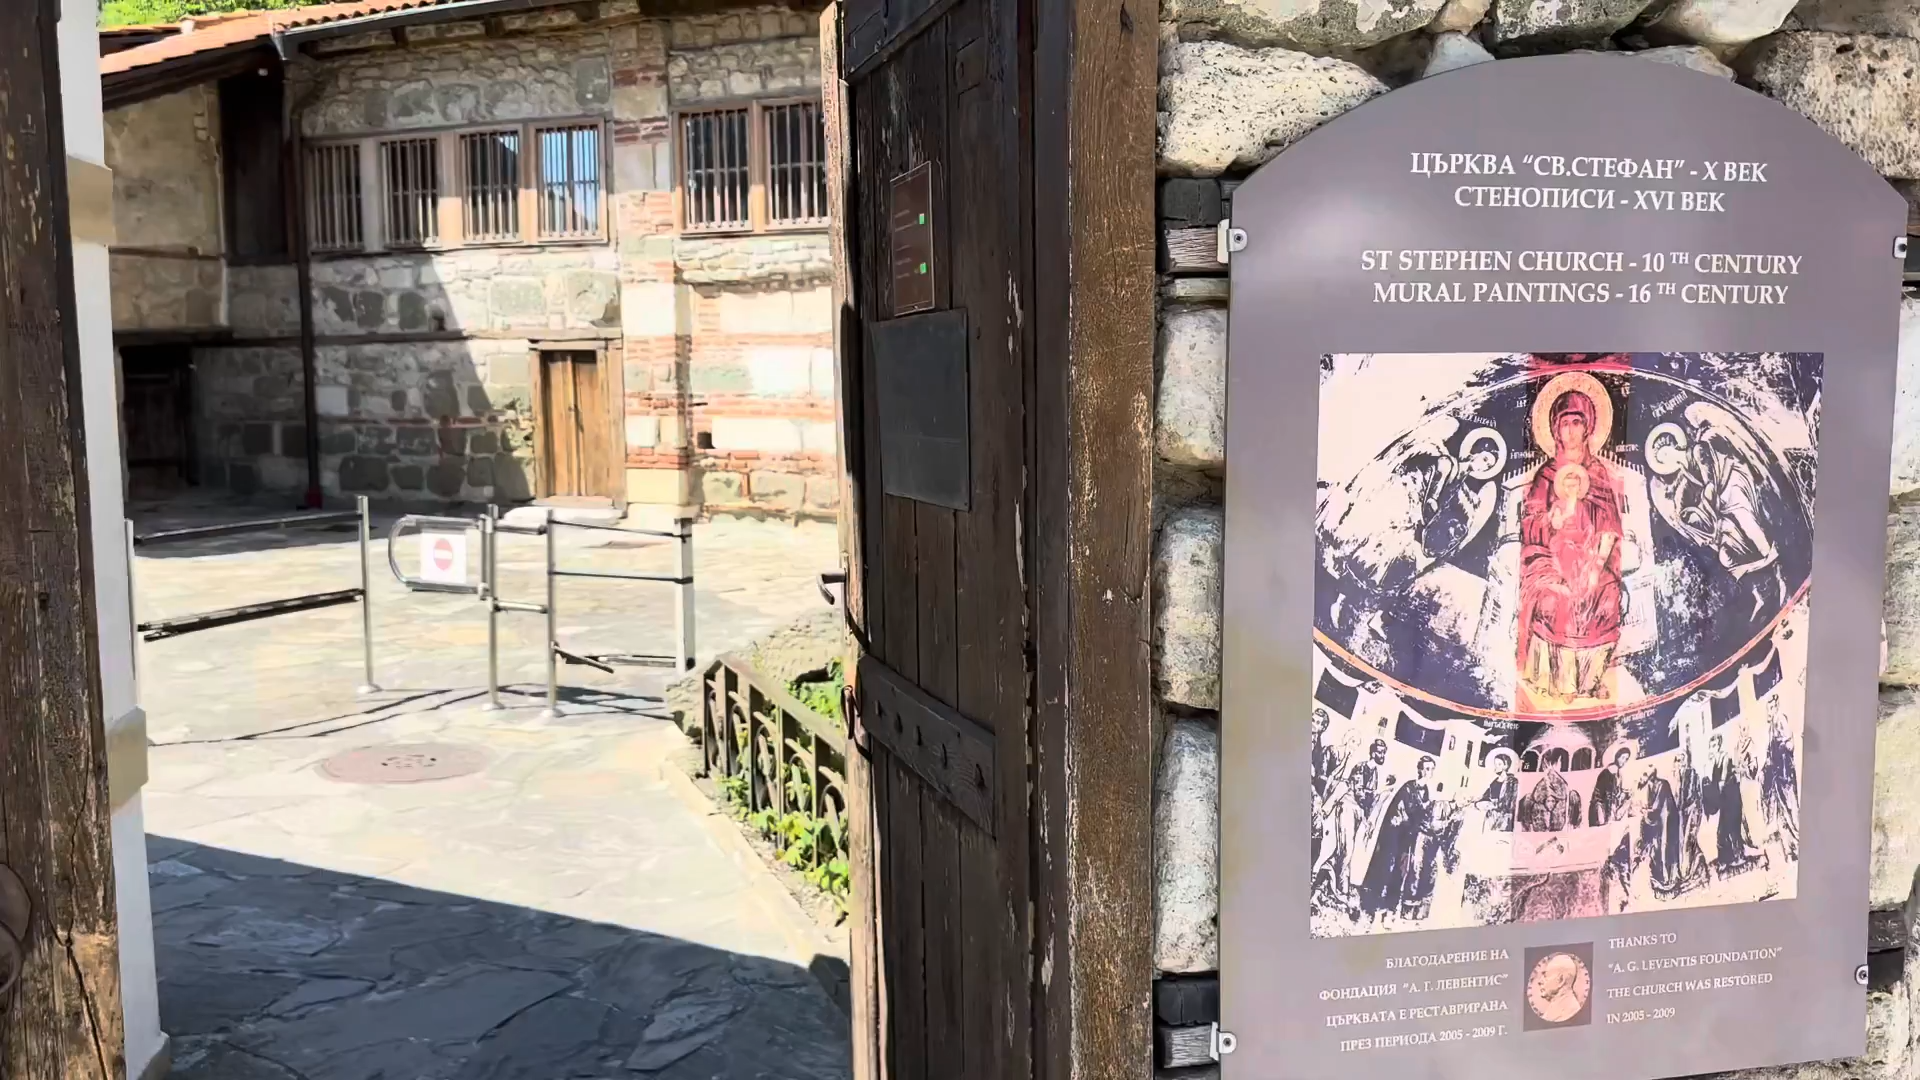 ЦЪРКВА “СВ.СТЕФАН” - X ВЕК
СТЕНОПИСИ - XVI ВЕК
ST STEPHEN CHURCH - 10 TH CENTURY
MURAL PAINTINGS - 16 TH CENTURY
БЛАГОДАРЕНИЕ НА
ФОНДАЦИЯ “А. Г. ЛЕВЕНТИС”
ЦЪРКВАТА Е РЕСТАВРИРАНА
ПРЕЗ ПЕРИОДА 2005 - 2009 Г.
THANKS TO
“A. G. LEVENTIS FOUNDATION”
THE CHURCH WAS RESTORED
IN 2005 - 2009